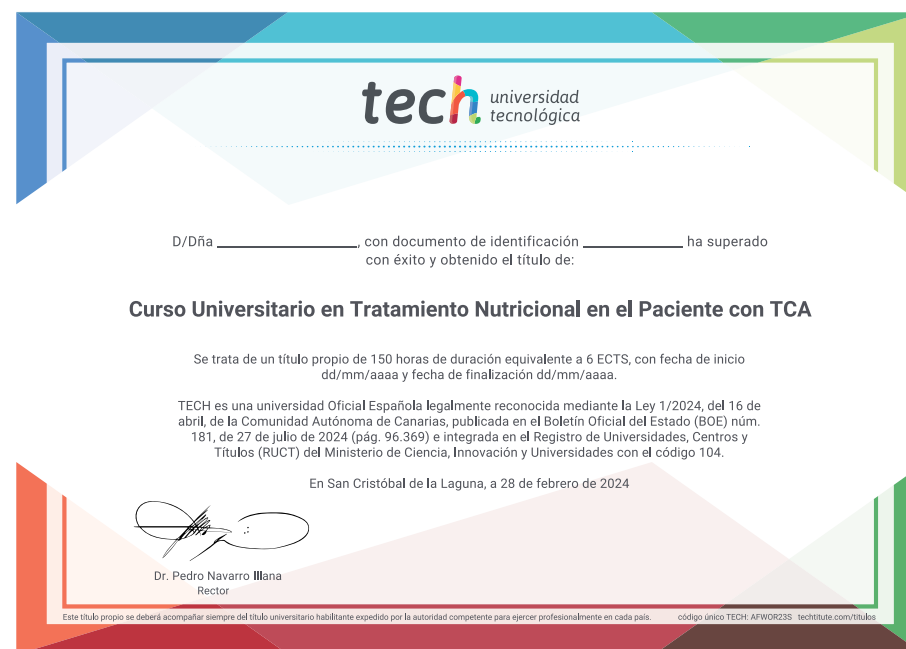 tech universidad
tecnológica
D/Dña ____________________, con documento de identificación ______________ ha superado
con éxito y obtenido el título de:
Curso Universitario en Tratamiento Nutricional en el Paciente con TCA
Se trata de un título propio de 150 horas de duración equivalente a 6 ECTS, con fecha de inicio
dd/mm/aaaa y fecha de finalización dd/mm/aaaa.
TECH es una universidad Oficial Española legalmente reconocida mediante la Ley 1/2024, del 16 de
abril, de la Comunidad Autónoma de Canarias, publicada en el Boletín Oficial del Estado (BOE) núm.
181, de 27 de julio de 2024 (pág. 96.369) e integrada en el Registro de Universidades, Centros y
Títulos (RUCT) del Ministerio de Ciencia, Innovación y Universidades con el código 104.
En San Cristóbal de la Laguna, a 28 de febrero de 2024
Dr. Pedro Navarro Illana
Rector
Este título propio se deberá acompañar siempre del título universitario habilitante expedido por la autoridad competente para ejercer profesionalmente en cada país. código único TECH: AFWOR23S techtitute.com/titulos